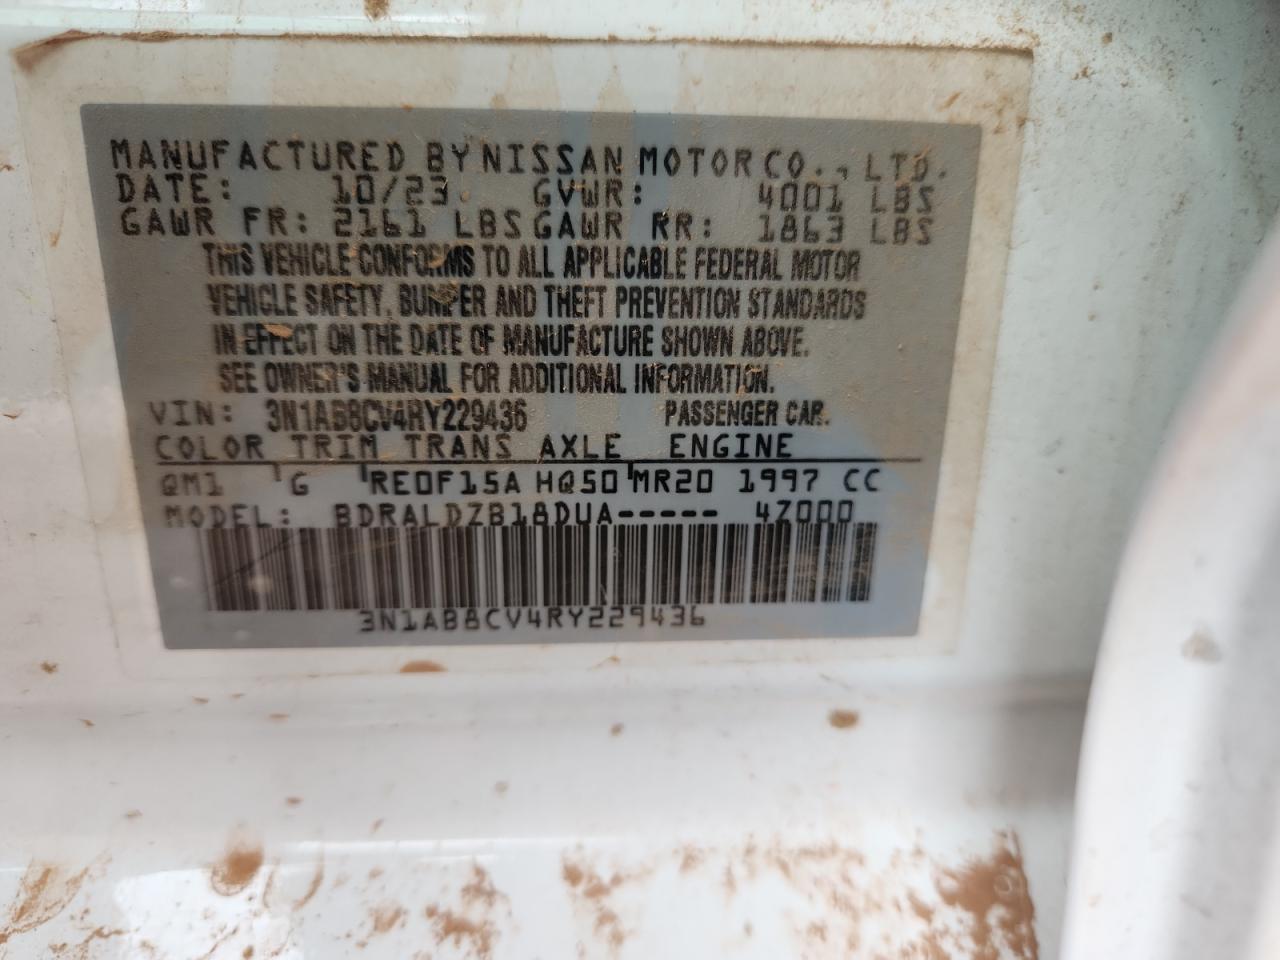 MANUFACTURED BY NISSAN MOTOR CO., LTD.
DATE: 10/23 GVWR: 4001 LBS
GAWR FR: 2161 LBS GAWR RR: 1863 LBS
THIS VEHICLE CONFORMS TO ALL APPLICABLE FEDERAL MOTOR
VEHICLE SAFETY, BUMPER AND THEFT PREVENTION STANDARDS
IN EFFECT ON THE DATE OF MANUFACTURE SHOWN ABOVE.
SEE OWNER'S MANUAL FOR ADDITIONAL INFORMATION.
VIN: 3N1AB8CV4RY229436 PASSENGER CAR.
COLOR TRIM TRANS AXLE ENGINE
QM1 G RE0F15A HQ50 MR20 1997 CC
MODEL: BDRALDZB18DUA----- 4Z000
3N1AB8CV4RY229436